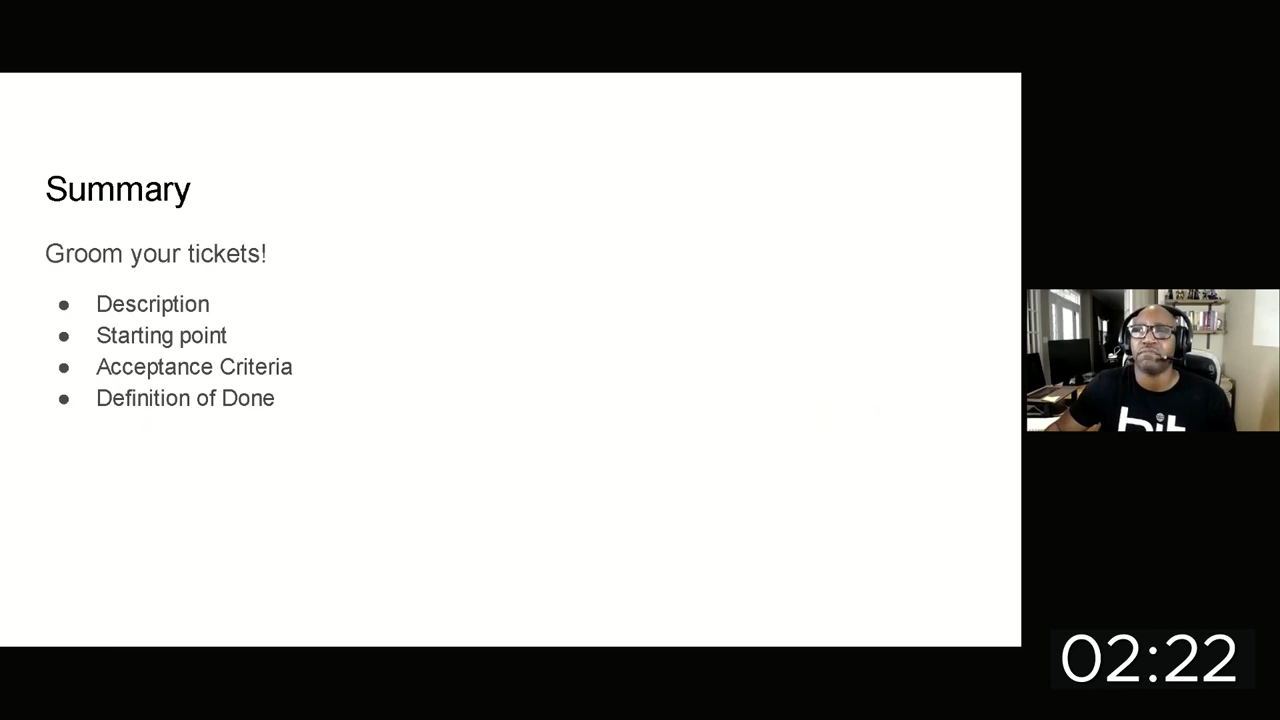 Summary
Groom your tickets!
● Description
● Starting point
● Acceptance Criteria
● Definition of Done
02:22